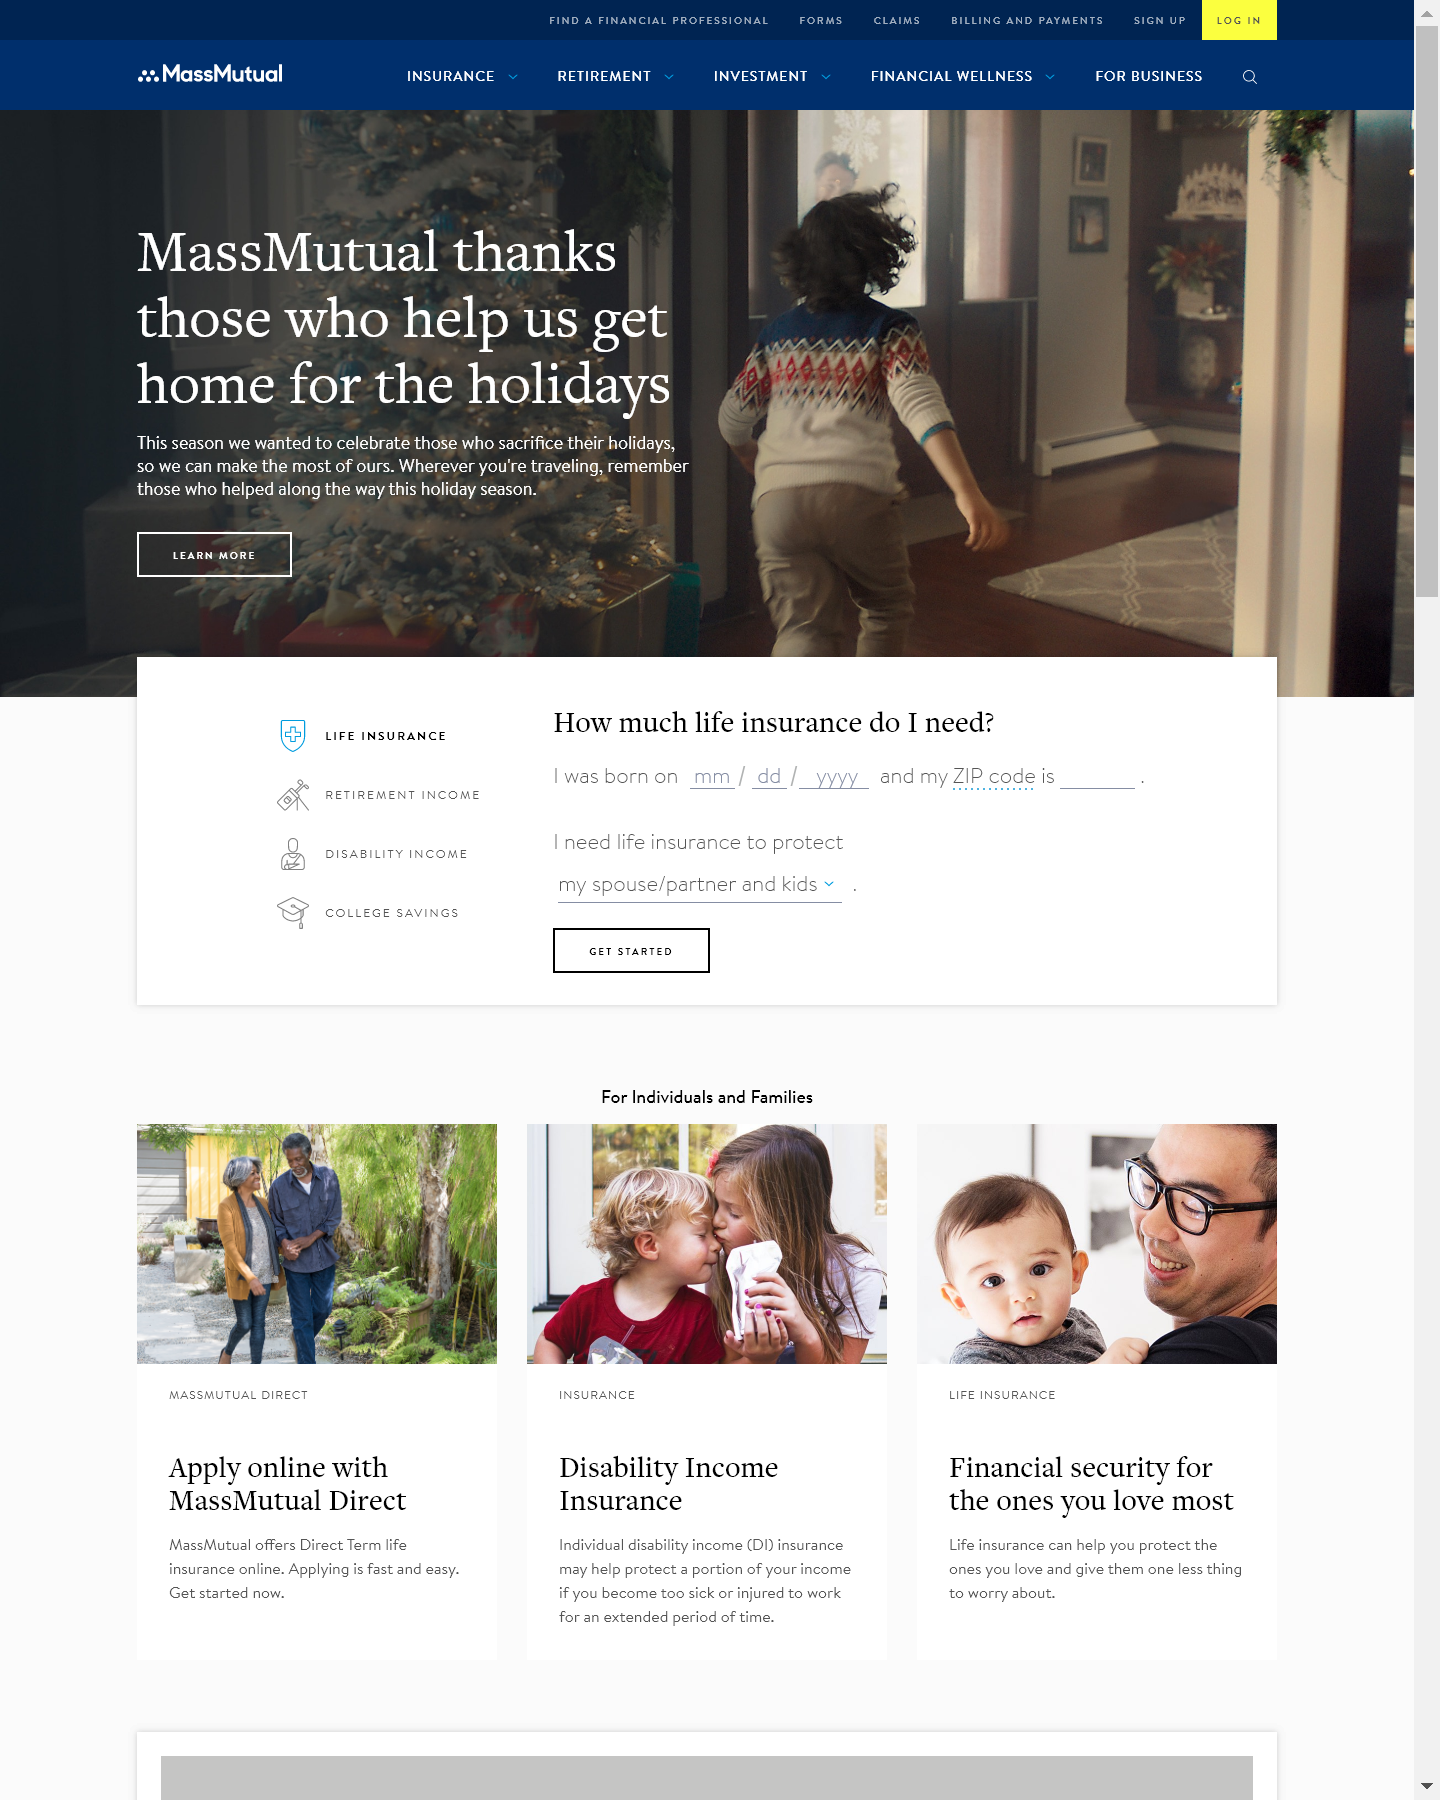 FIND A FINANCIAL PROFESSIONAL FORMS CLAIMS BILLING AND PAYMENTS SIGN UP LOG IN
MassMutual INSURANCE RETIREMENT INVESTMENT FINANCIAL WELLNESS FOR BUSINESS
MassMutual thanks
those who help us get
home for the holidays
This season we wanted to celebrate those who sacrifice their holidays,
so we can make the most of ours. Wherever you're traveling, remember
those who helped along the way this holiday season.
LEARN MORE
LIFE INSURANCE
RETIREMENT INCOME
DISABILITY INCOME
COLLEGE SAVINGS
How much life insurance do I need?
I was born on mm / dd / yyyy and my ZIP code is .
I need life insurance to protect
my spouse/partner and kids .
GET STARTED
For Individuals and Families
MASSMUTUAL DIRECT
Apply online with
MassMutual Direct
MassMutual offers Direct Term life
insurance online. Applying is fast and easy.
Get started now.
INSURANCE
Disability Income
Insurance
Individual disability income (DI) insurance
may help protect a portion of your income
if you become too sick or injured to work
for an extended period of time.
LIFE INSURANCE
Financial security for
the ones you love most
Life insurance can help you protect the
ones you love and give them one less thing
to worry about.